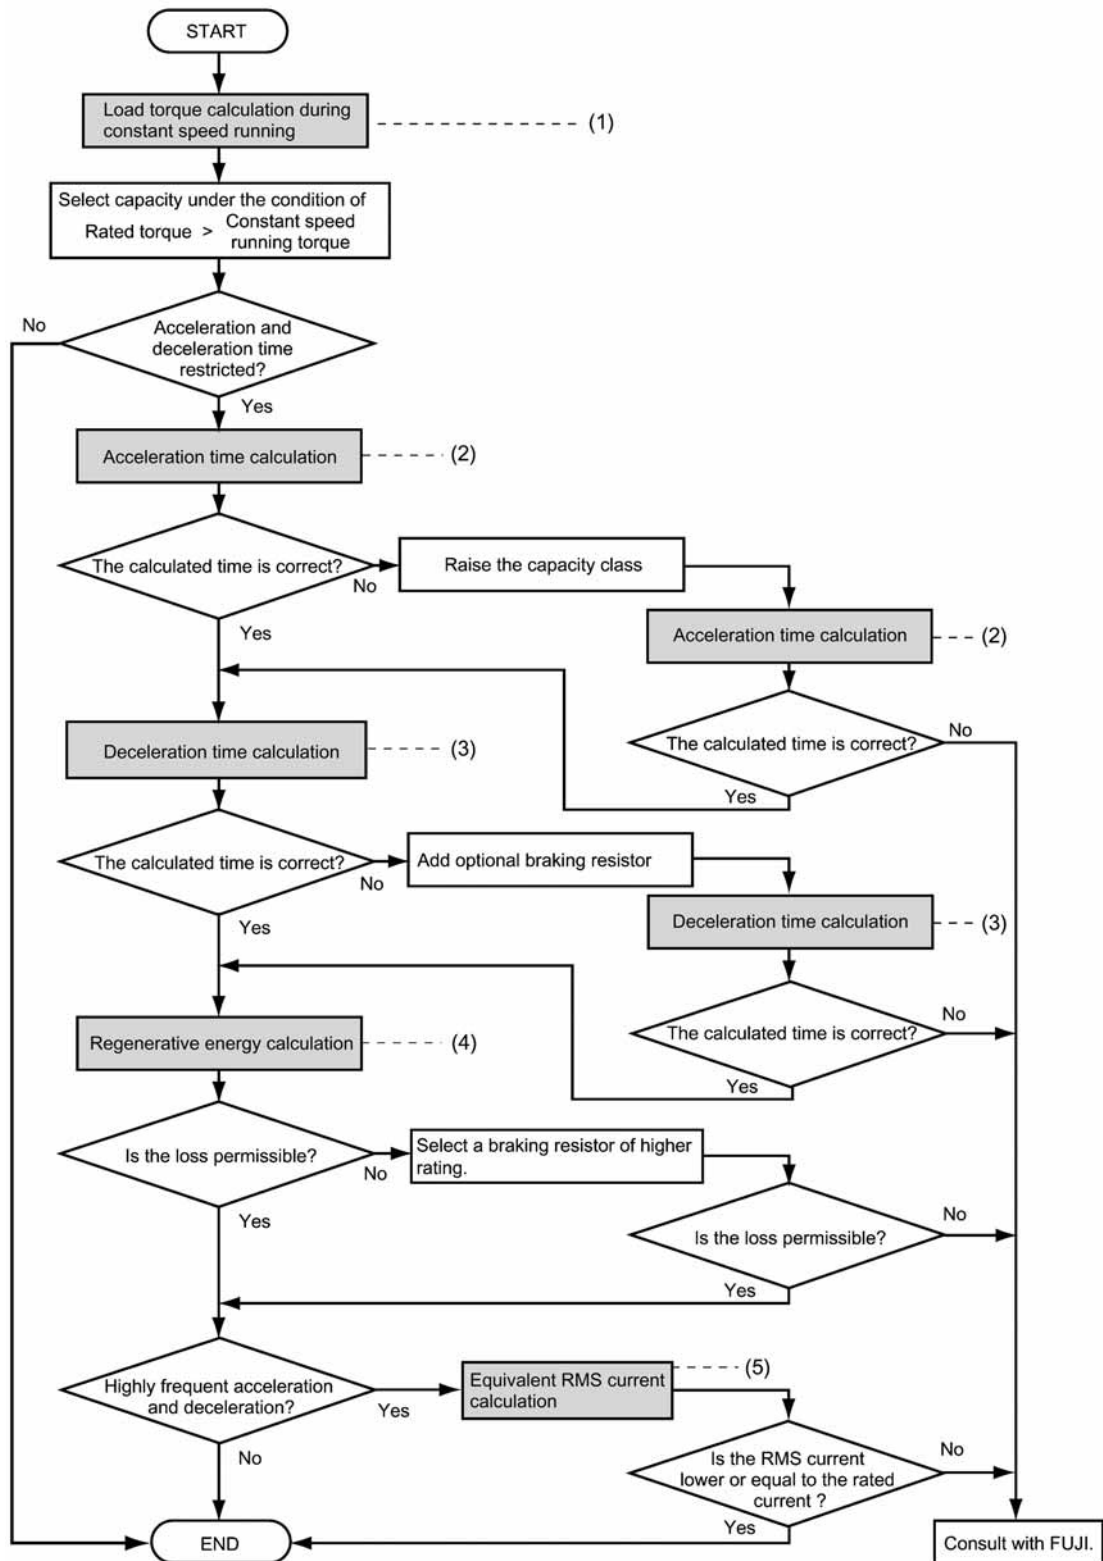 START
Load torque calculation during
constant speed running
(1)
Select capacity under the condition of
Rated torque > Constant speed
running torque
No
Acceleration and
deceleration time
restricted?
Yes
Acceleration time calculation
(2)
The calculated time is correct?
No
Raise the capacity class
Yes
Acceleration time calculation
(2)
The calculated time is correct?
No
Yes
Deceleration time calculation
(3)
The calculated time is correct?
No
Add optional braking resistor
Yes
Deceleration time calculation
(3)
The calculated time is correct?
No
Yes
Regenerative energy calculation
(4)
Is the loss permissible?
No
Select a braking resistor of higher
rating.
Yes
Is the loss permissible?
No
Yes
Highly frequent acceleration
and deceleration?
Yes
Equivalent RMS current
calculation
(5)
No
Is the RMS current
lower or equal to the rated
current ?
No
Yes
END
Consult with FUJI.